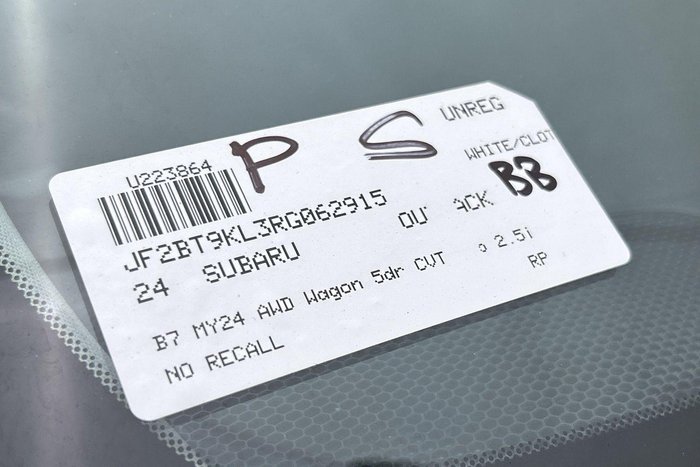 UNREG
P S
U223864
WHITE/CLOT
BB
JF2BT9KL3RG062915
24 SUBARU OU ACK
B7 MY24 AWD Wagon 5dr CVT 2.5i
NO RECALL RP